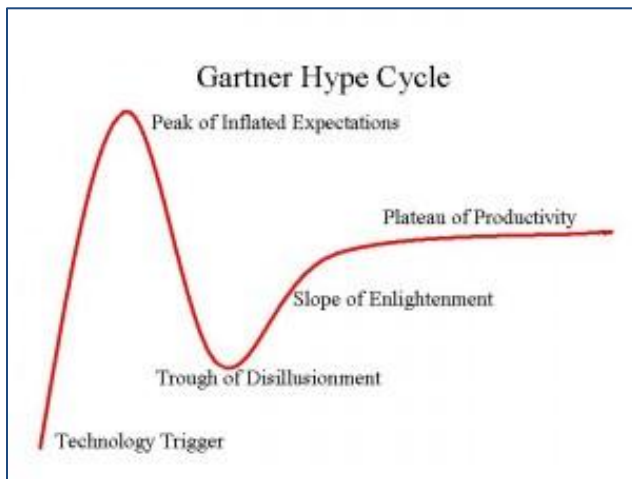 Gartner Hype Cycle
Peak of Inflated Expectations
Plateau of Productivity
Slope of Enlightenment
Trough of Disillusionment
Technology Trigger